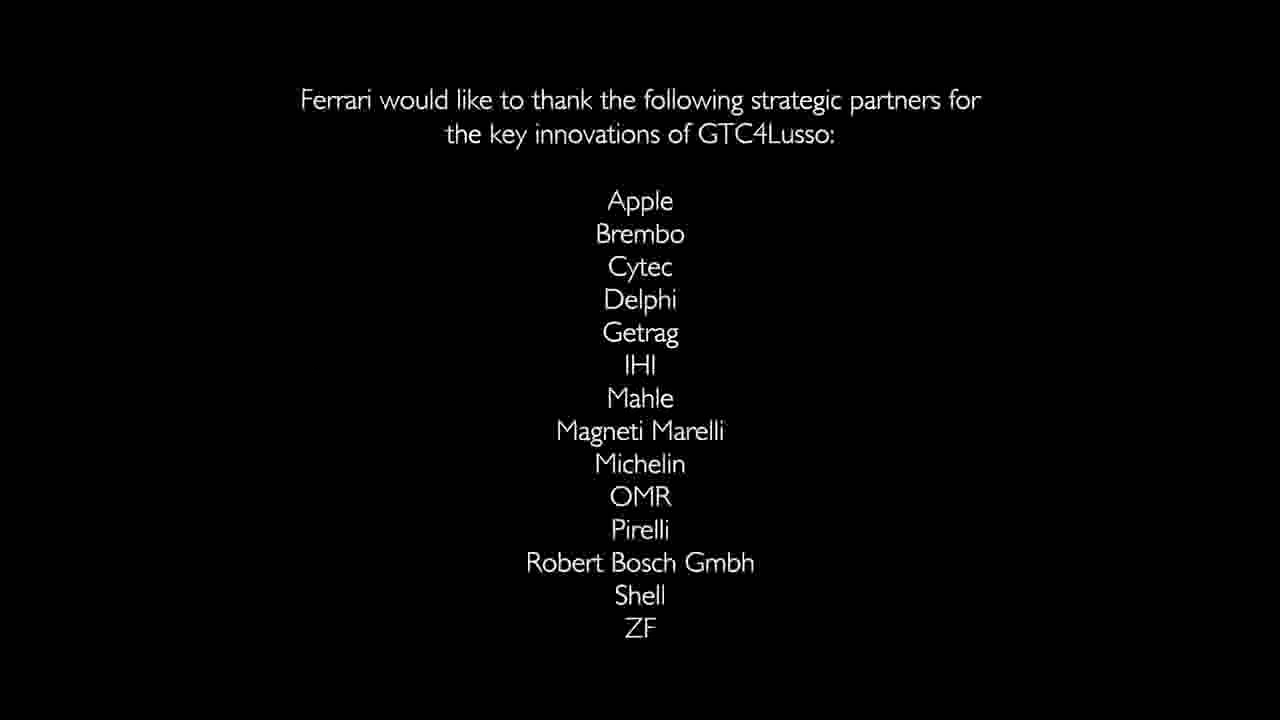 Ferrari would like to thank the following strategic partners for
the key innovations of GTC4Lusso:
Apple
Brembo
Cytec
Delphi
Getrag
IHI
Mahle
Magneti Marelli
Michelin
OMR
Pirelli
Robert Bosch Gmbh
Shell
ZF